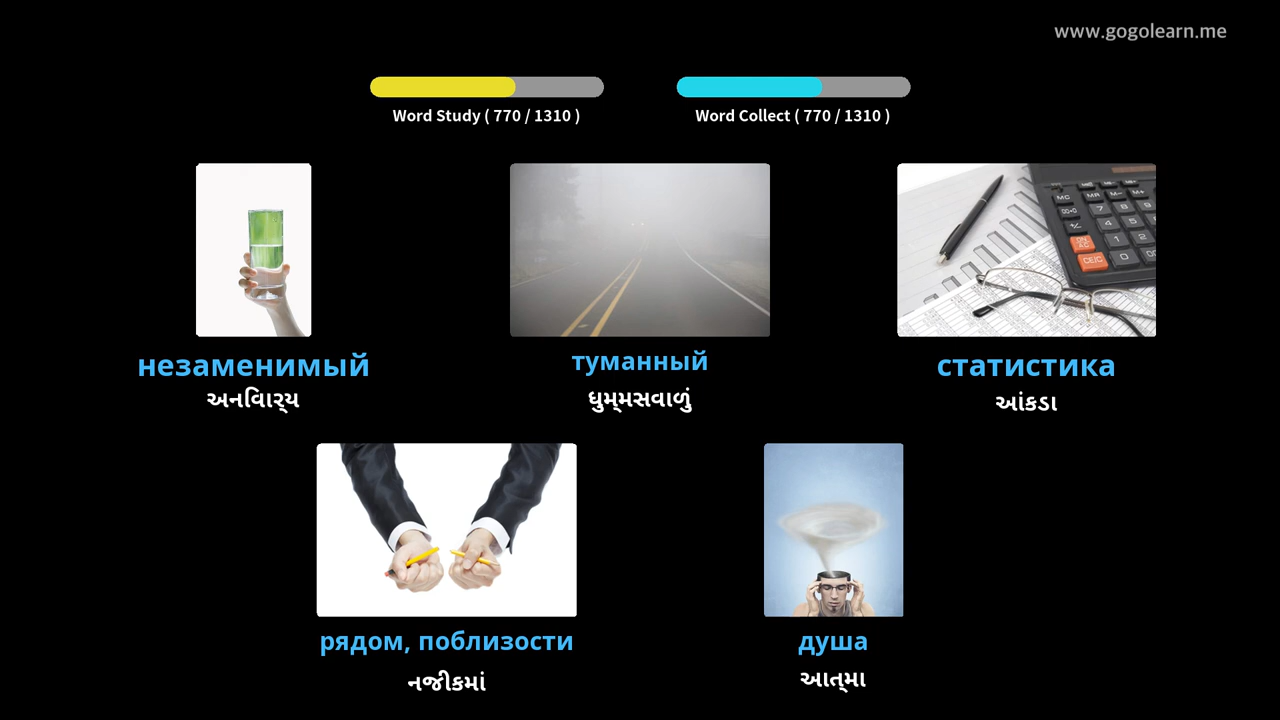 www.gogolearn.me
Word Study ( 770 / 1310 )
Word Collect ( 770 / 1310 )
незаменимый
અનિવાર્ય
туманный
ધુમ્મસવાળું
статистика
આંકડા
рядом, поблизости
નજીકમાં
душа
આત્મા